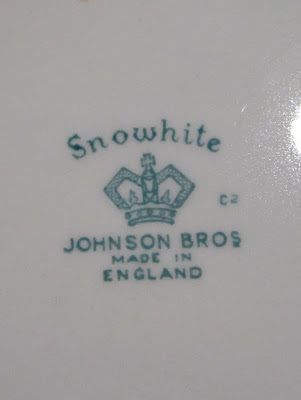 Snowhite
C2
JOHNSON BROS
MADE IN
ENGLAND